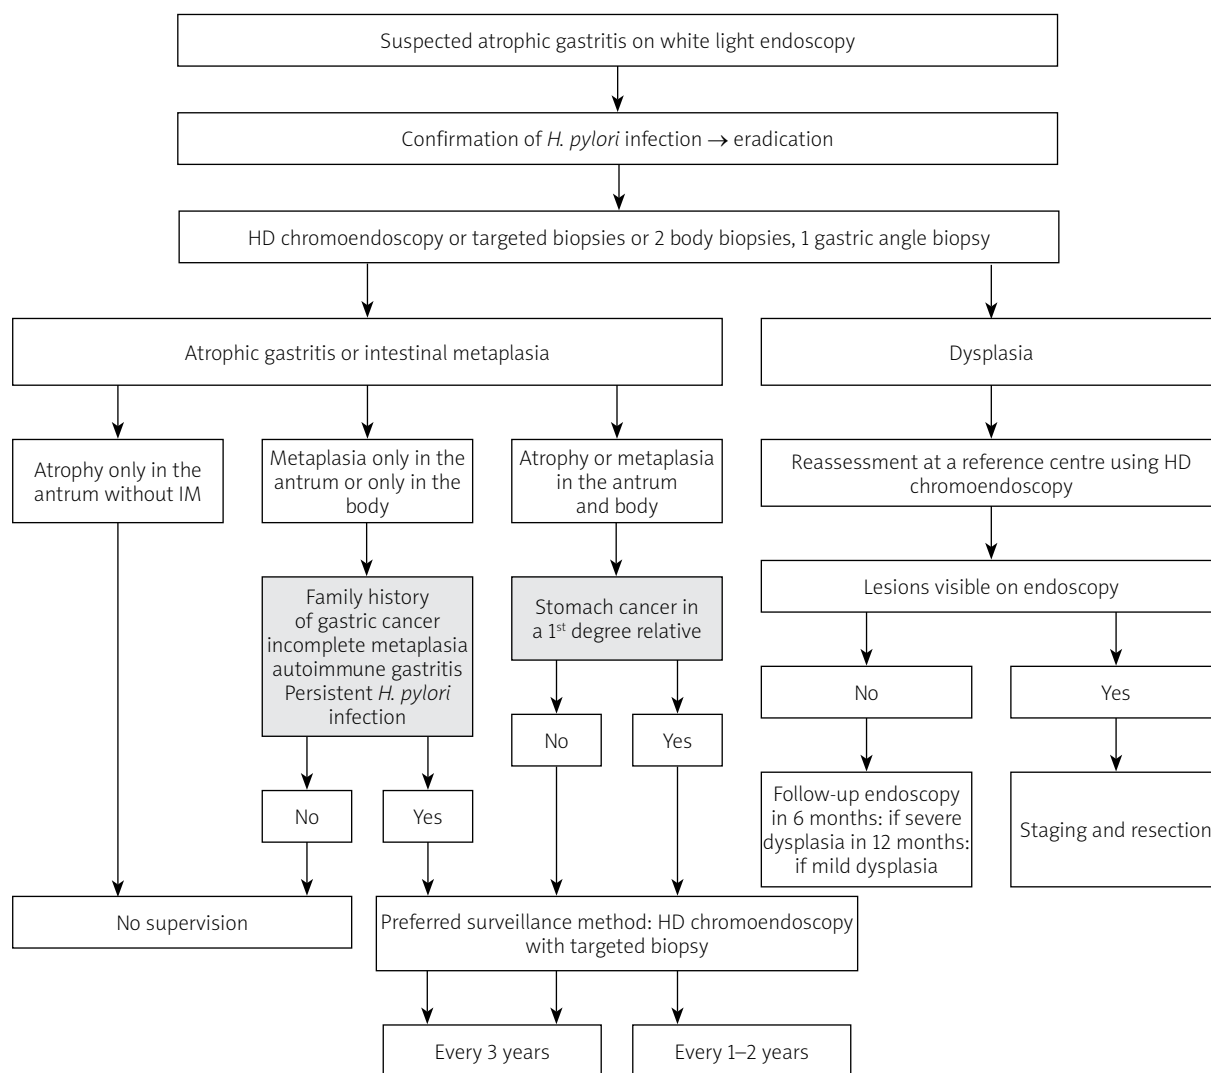 Suspected atrophic gastritis on white light endoscopy
Confirmation of H. pylori infection → eradication
HD chromoendoscopy or targeted biopsies or 2 body biopsies, 1 gastric angle biopsy
Atrophic gastritis or intestinal metaplasia
Dysplasia
Atrophy only in the
antrum without IM
Metaplasia only in the
antrum or only in the
body
Atrophy or metaplasia
in the antrum
and body
Reassessment at a reference centre using HD
chromoendoscopy
Family history
of gastric cancer
incomplete metaplasia
autoimmune gastritis
Persistent H. pylori
infection
Stomach cancer in
a 1st degree relative
Lesions visible on endoscopy
No
Yes
No
Yes
No
Yes
Follow-up endoscopy
in 6 months: if severe
dysplasia in 12 months:
if mild dysplasia
Staging and resection
No supervision
Preferred surveillance method: HD chromoendoscopy
with targeted biopsy
Every 3 years
Every 1–2 years